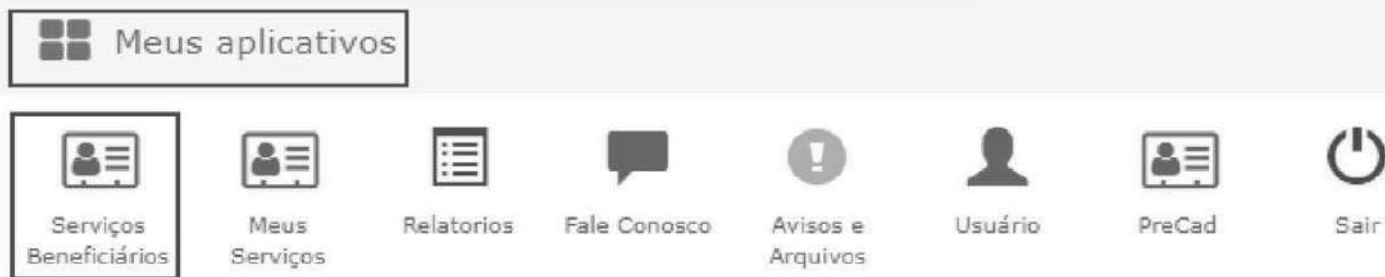 Meus aplicativos
Serviços
Beneficiários
Meus
Serviços
Relatorios
Fale Conosco
Avisos e
Arquivos
Usuário
PreCad
Sair